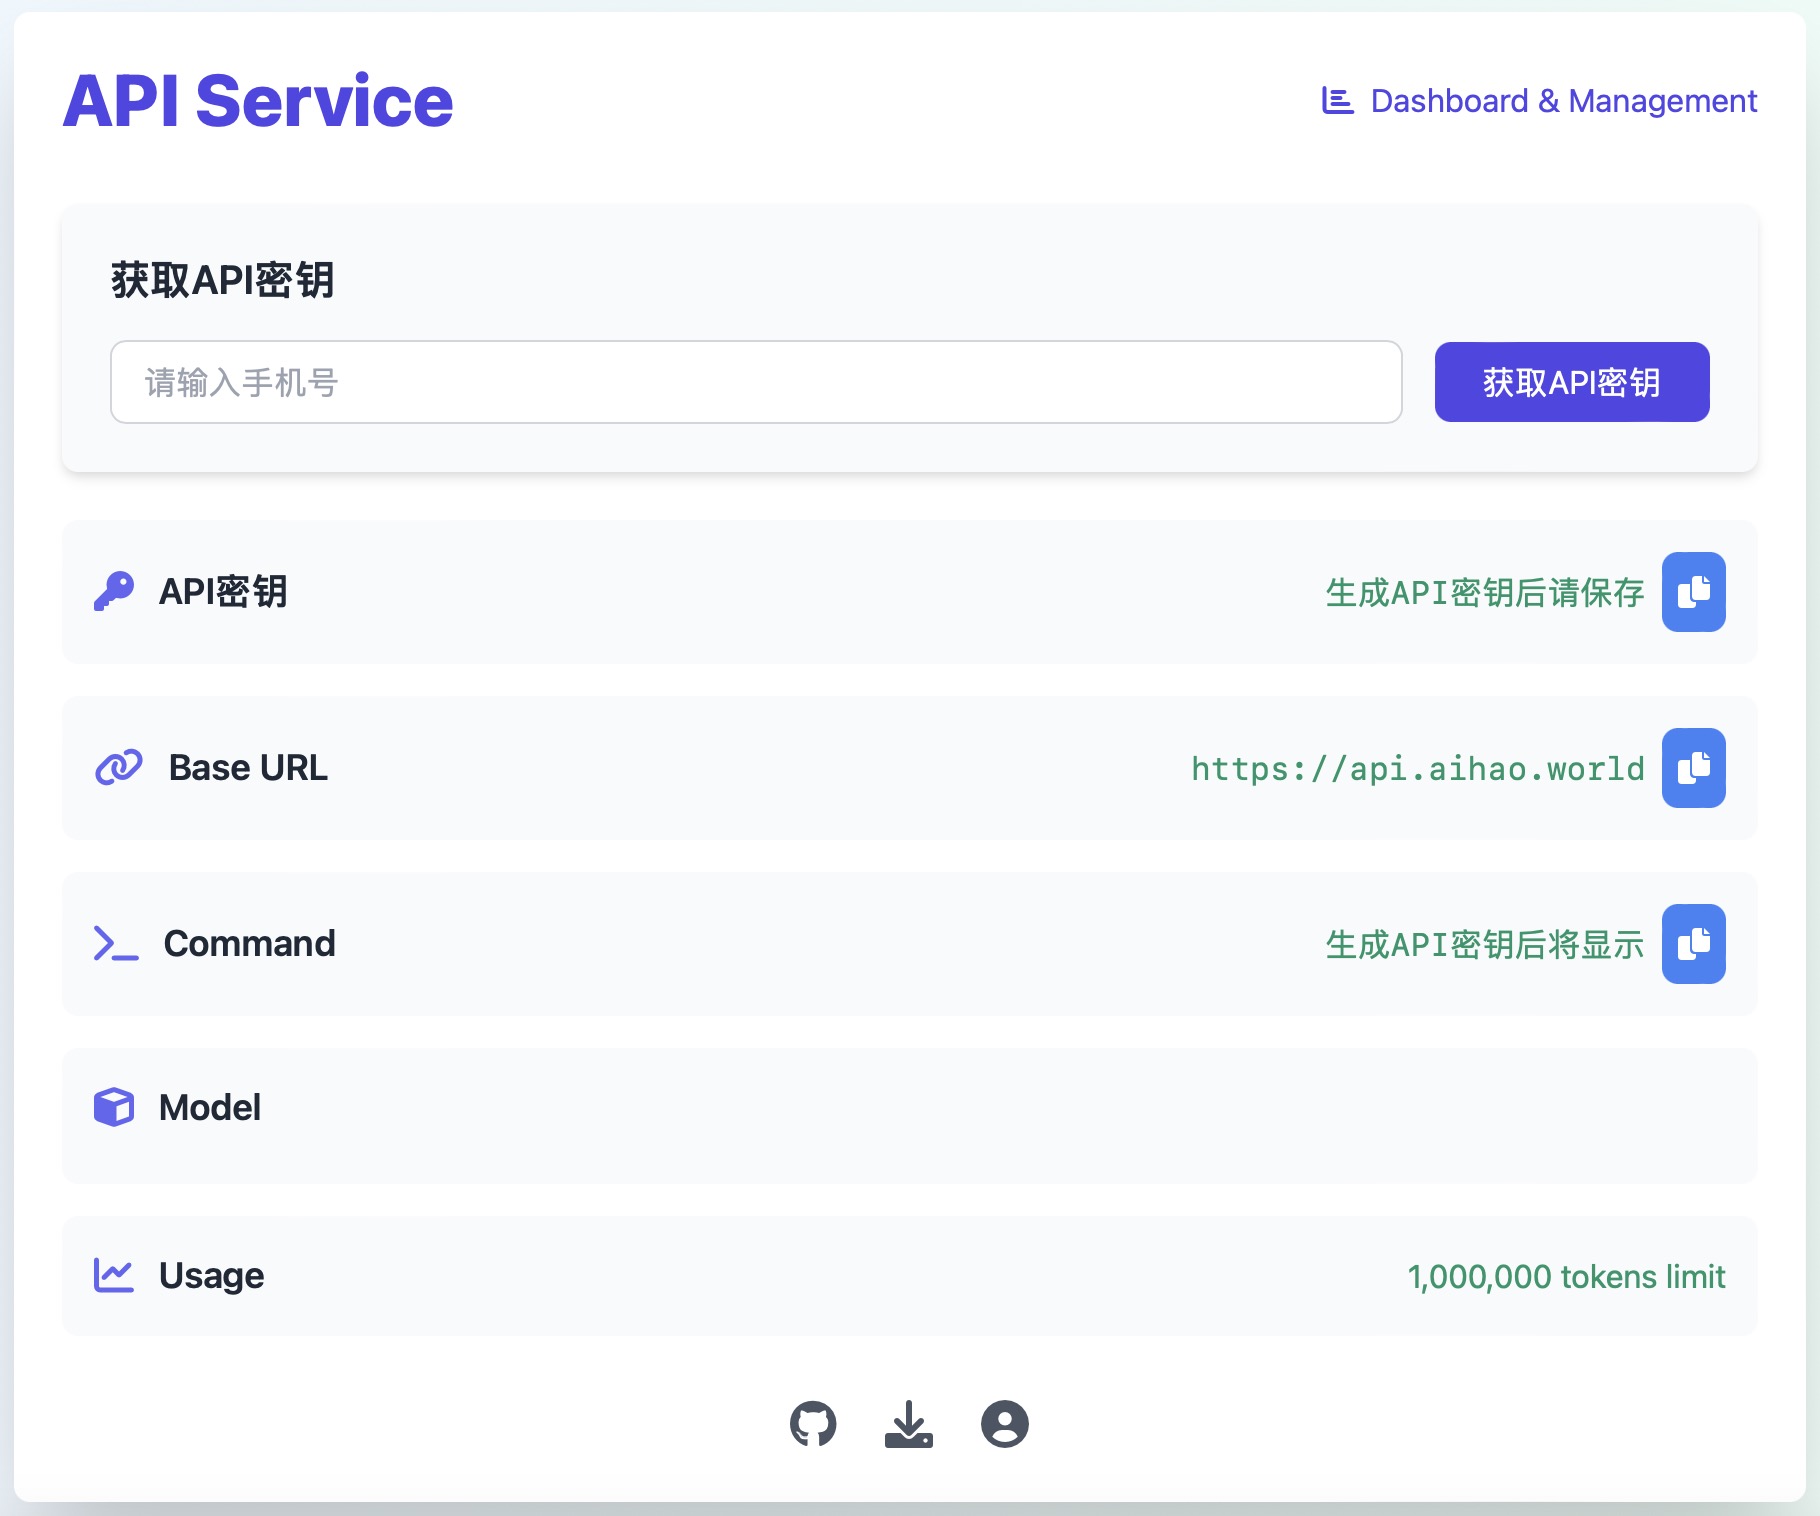 API Service
Dashboard & Management
获取API密钥
请输入手机号
获取API密钥
API密钥
生成API密钥后请保存
Base URL
https://api.aihao.world
Command
生成API密钥后将显示
Model
Usage
1,000,000 tokens limit